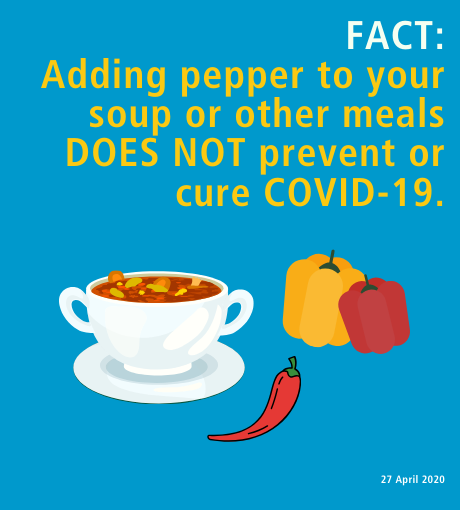 FACT:
Adding pepper to your
soup or other meals
DOES NOT prevent or
cure COVID-19.
27 April 2020